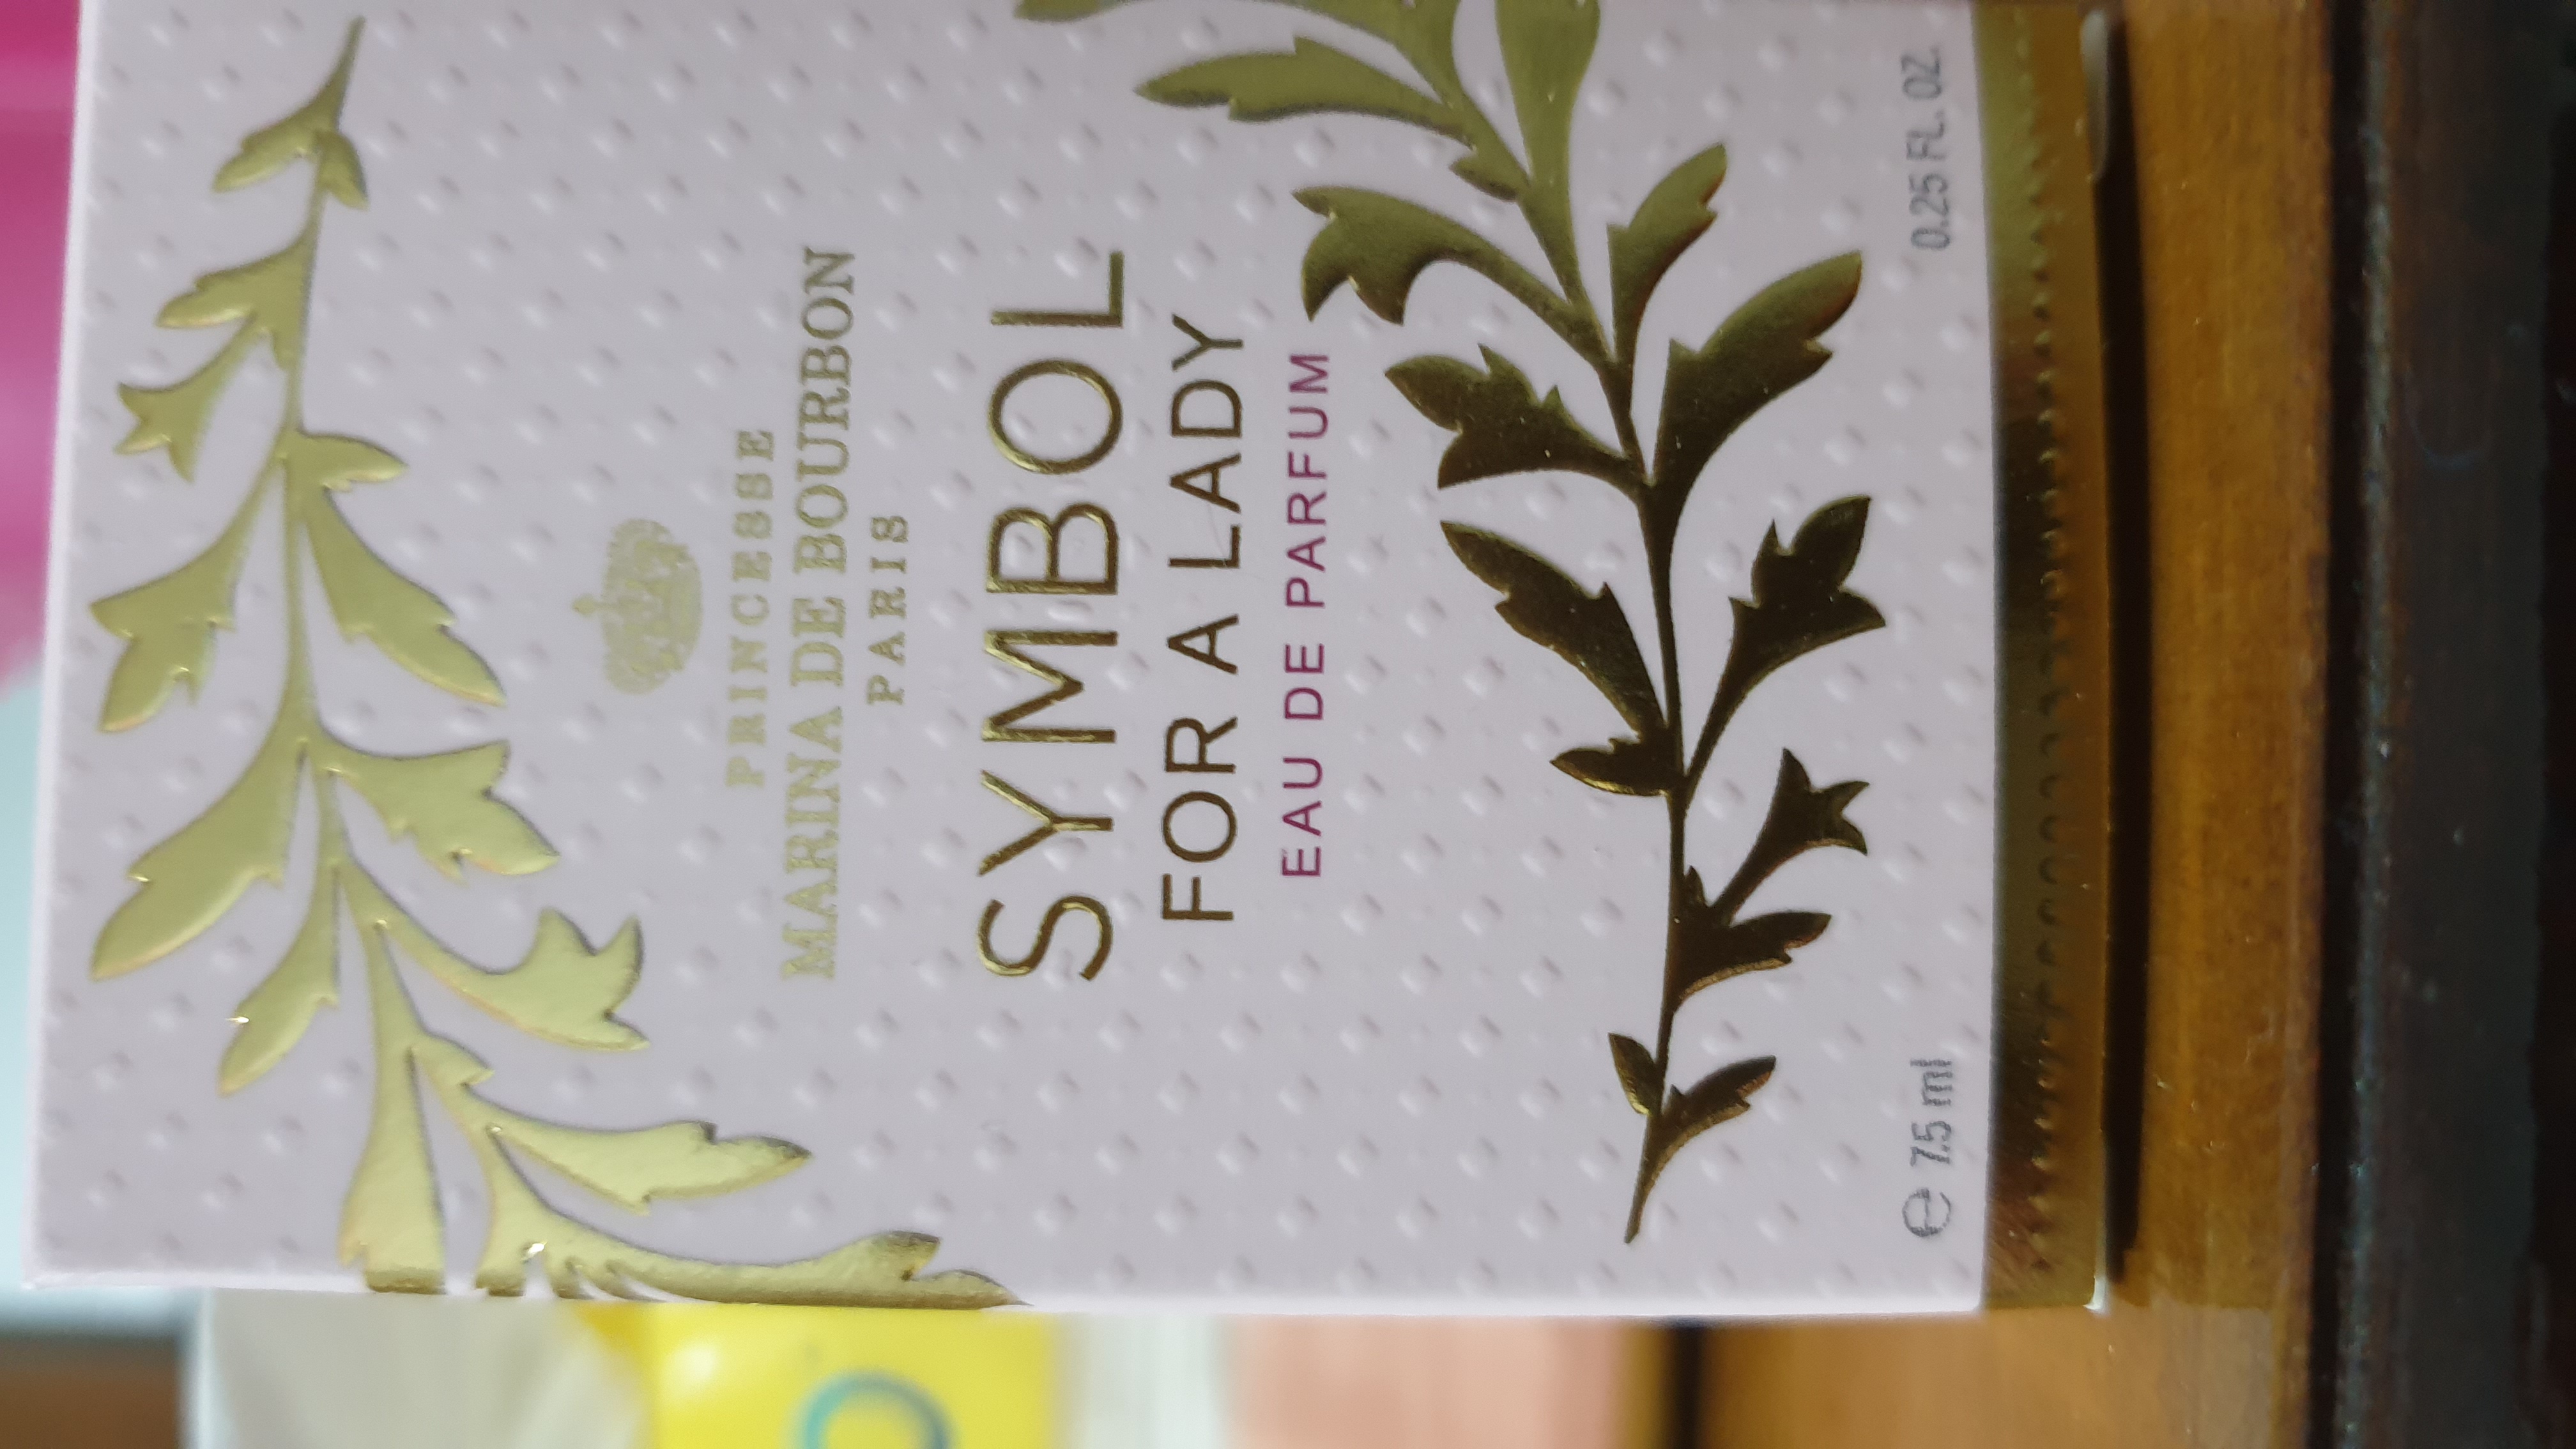 PRINCESSE
MARINA DE BOURBON
PARIS
SYMBOL
FOR A LADY
EAU DE PARFUM
℮ 7.5 ml
0.25 FL. OZ.